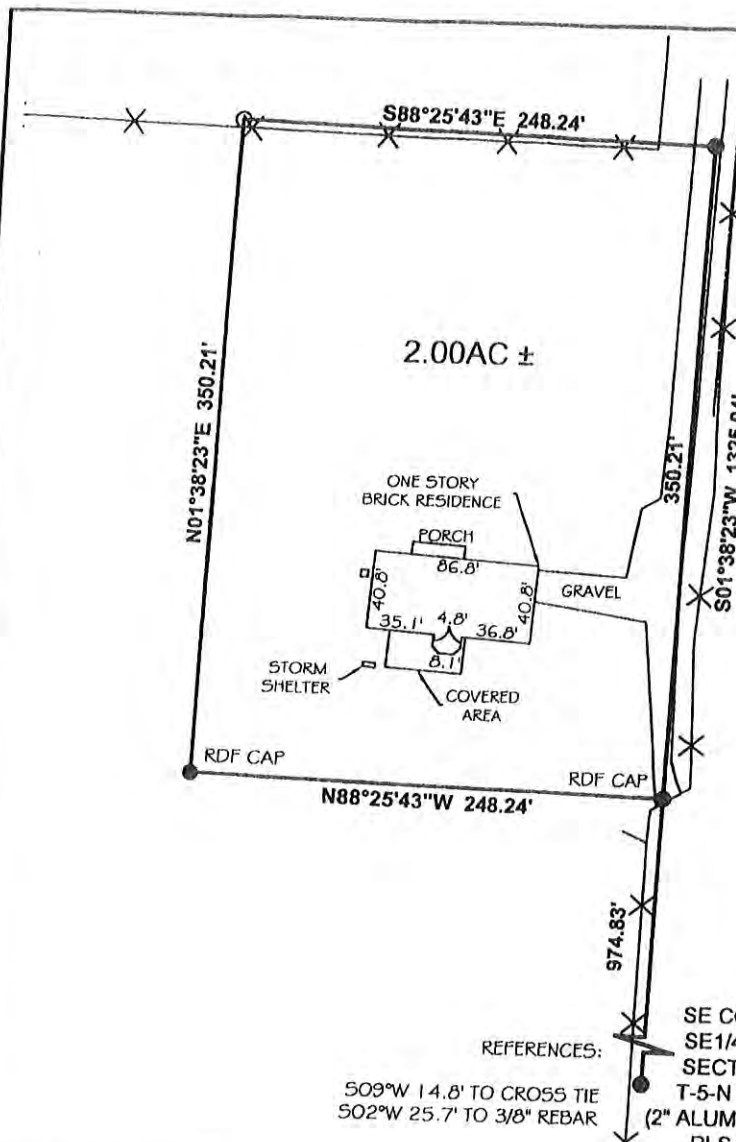 S88°25'43"E 248.24'
2.00AC ±
N01°38'23"E 350.21'
350.21'
S01°38'23"W
ONE STORY
BRICK RESIDENCE
PORCH
86.8'
GRAVEL
40.8'
40.8'
35.1'
4.8'
36.8'
8.1'
STORM
SHELTER
COVERED
AREA
RDF CAP
RDF CAP
N88°25'43"W 248.24'
974.83'
REFERENCES:
S09°W 14.8' TO CROSS TIE
S02°W 25.7' TO 3/8" REBAR
SE
SE1/4
SECT
T-5-N
(2" ALUM